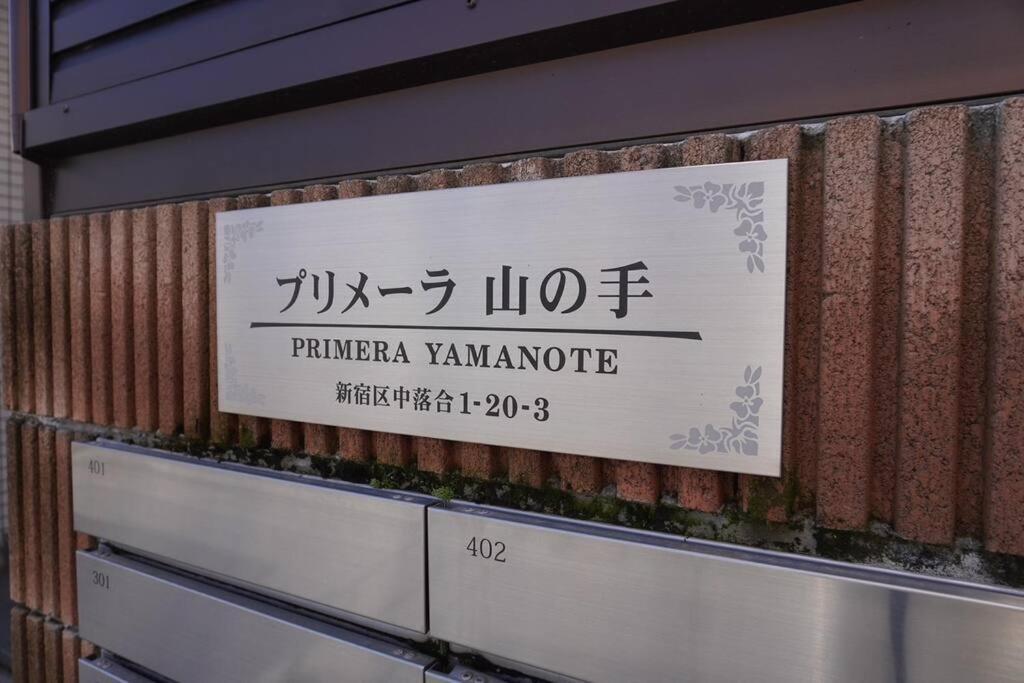 プリメーラ 山の手
PRIMERA YAMANOTE
新宿区中落合1-20-3
401
402
301